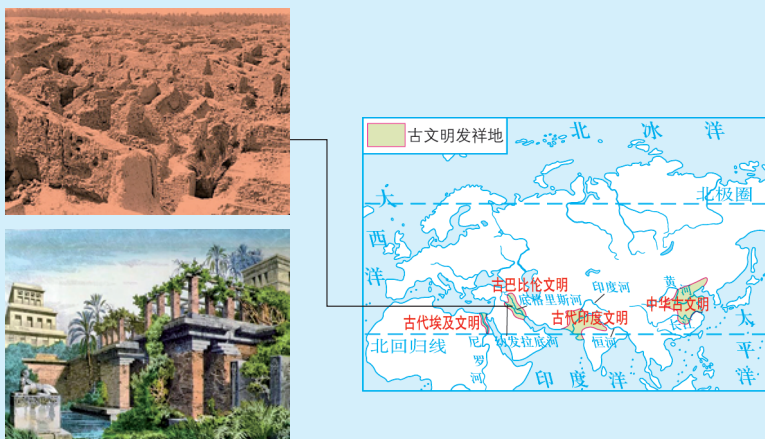 古文明发祥地
北冰洋
大西洋
北极圈
古巴比伦文明
底格里斯河
印度河
黄河
古代埃及文明
古代印度文明
中华古文明
长江
太平洋
北回归线
尼罗河
幼发拉底河
恒河
印度洋